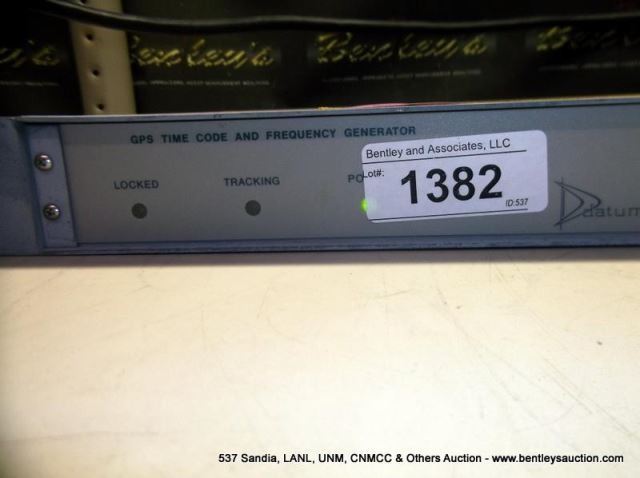 GPS TIME CODE AND FREQUENCY GENERATOR
LOCKED
TRACKING
PO
Bentley and Associates, LLC
Lot#:
1382
ID:537
datum
537 Sandia, LANL, UNM, CNMCC & Others Auction - www.bentleysauction.com